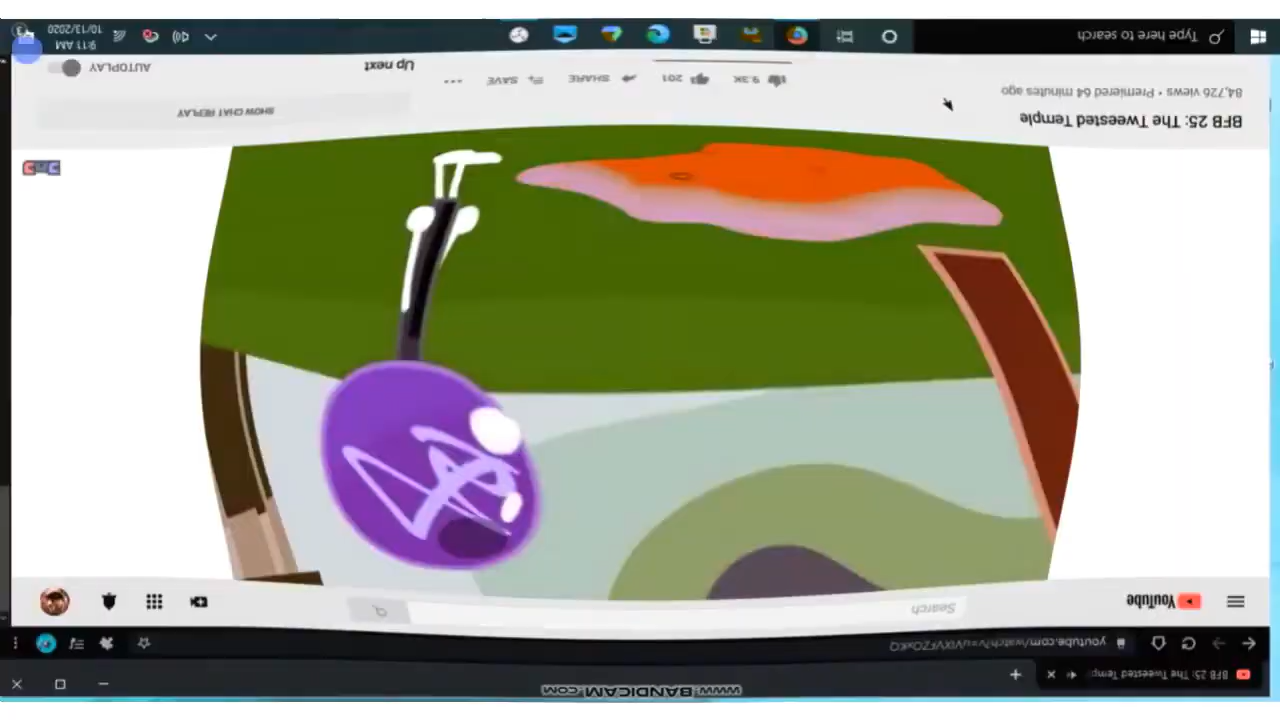 BFB 25: The Tweested Temp
WWW.BANDICAM.COM
YouTube
Search
SHOW CHAT REPLAY
BFB 25: The Tweested Temple
84,726 views • Premiered 64 minutes ago
9.3K 201 SHARE SAVE
Up next
AUTOPLAY
Type here to search
9:11 AM
10/13/2020
3